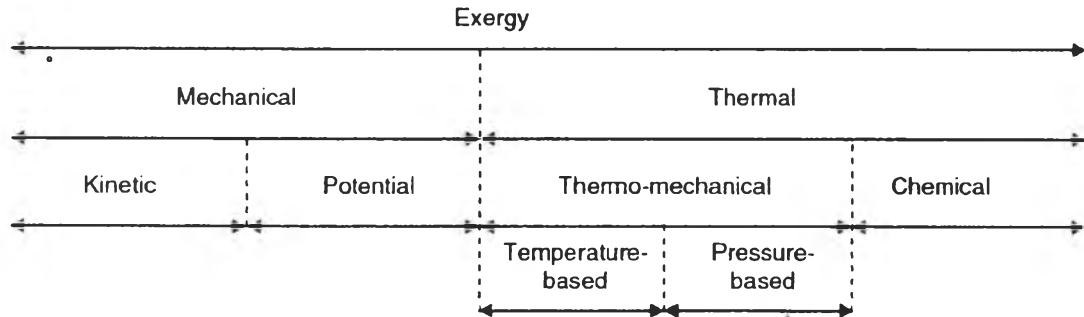 Exergy
Mechanical
Thermal
Kinetic
Potential
Thermo-mechanical
Chemical
Temperature-
based
Pressure-
based